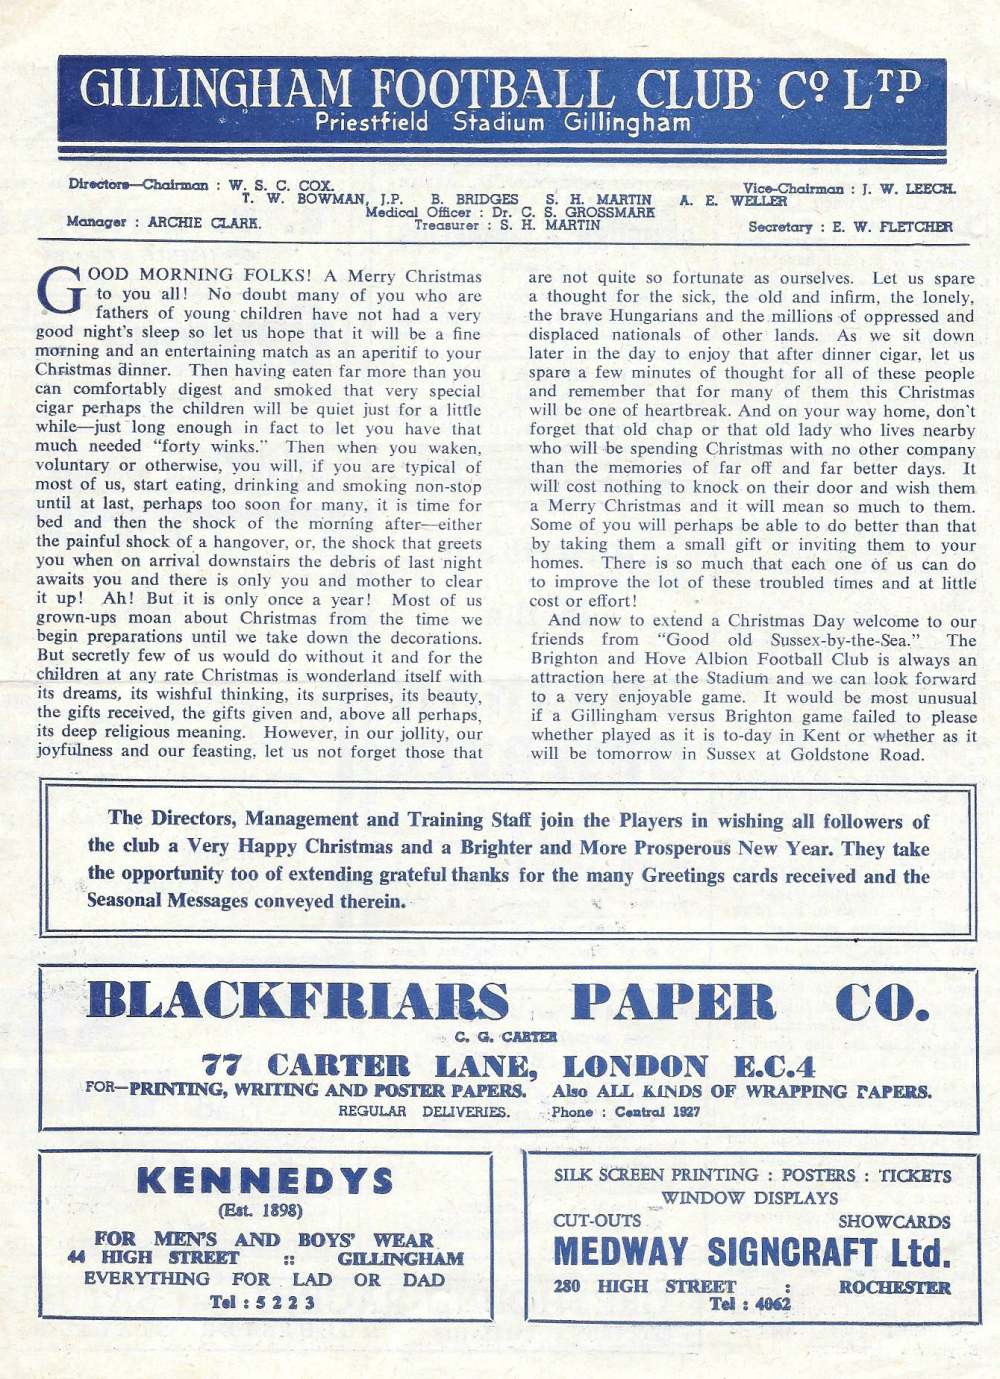 GILLINGHAM FOOTBALL CLUB Co LTD.
Priestfield Stadium Gillingham
Directors—Chairman : W. S. C. COX. Vice-Chairman : J. W. LEECH.
T. W. BOWMAN, J.P. B. BRIDGES S. H. MARTIN A. E. WELLER
Medical Officer : Dr. C. S. GROSSMARK
Manager : ARCHIE CLARK. Treasurer : S. H. MARTIN Secretary : E. W. FLETCHER
GOOD MORNING FOLKS! A Merry Christmas
to you all! No doubt many of you who are
fathers of young children have not had a very
good night's sleep so let us hope that it will be a fine
morning and an entertaining match as an aperitif to your
Christmas dinner. Then having eaten far more than you
can comfortably digest and smoked that very special
cigar perhaps the children will be quiet just for a little
while—just long enough in fact to let you have that
much needed "forty winks." Then when you waken,
voluntary or otherwise, you will, if you are typical of
most of us, start eating, drinking and smoking non-stop
until at last, perhaps too soon for many, it is time for
bed and then the shock of the morning after—either
the painful shock of a hangover, or, the shock that greets
you when on arrival downstairs the debris of last night
awaits you and there is only you and mother to clear
it up! Ah! But it is only once a year! Most of us
grown-ups moan about Christmas from the time we
begin preparations until we take down the decorations.
But secretly few of us would do without it and for the
children at any rate Christmas is wonderland itself with
its dreams, its wishful thinking, its surprises, its beauty,
the gifts received, the gifts given and, above all perhaps,
its deep religious meaning. However, in our jollity, our
joyfulness and our feasting, let us not forget those that
are not quite so fortunate as ourselves. Let us spare
a thought for the sick, the old and infirm, the lonely,
the brave Hungarians and the millions of oppressed and
displaced nationals of other lands. As we sit down
later in the day to enjoy that after dinner cigar, let us
spare a few minutes of thought for all of these people
and remember that for many of them this Christmas
will be one of heartbreak. And on your way home, don't
forget that old chap or that old lady who lives nearby
who will be spending Christmas with no other company
than the memories of far off and far better days. It
will cost nothing to knock on their door and wish them
a Merry Christmas and it will mean so much to them.
Some of you will perhaps be able to do better than that
by taking them a small gift or inviting them to your
homes. There is so much that each one of us can do
to improve the lot of these troubled times and at little
cost or effort!
And now to extend a Christmas Day welcome to our
friends from "Good old Sussex-by-the-Sea." The
Brighton and Hove Albion Football Club is always an
attraction here at the Stadium and we can look forward
to a very enjoyable game. It would be most unusual
if a Gillingham versus Brighton game failed to please
whether played as it is to-day in Kent or whether as it
will be tomorrow in Sussex at Goldstone Road.
The Directors, Management and Training Staff join the Players in wishing all followers of
the club a Very Happy Christmas and a Brighter and More Prosperous New Year. They take
the opportunity too of extending grateful thanks for the many Greetings cards received and the
Seasonal Messages conveyed therein.
BLACKFRIARS PAPER CO.
C. G. CARTER
77 CARTER LANE, LONDON E.C.4
FOR—PRINTING, WRITING AND POSTER PAPERS. Also ALL KINDS OF WRAPPING PAPERS.
REGULAR DELIVERIES. Phone : Central 1927
KENNEDYS
(Est. 1898)
FOR MEN'S AND BOYS' WEAR
44 HIGH STREET :: GILLINGHAM
EVERYTHING FOR LAD OR DAD
Tel : 5 2 2 3
SILK SCREEN PRINTING : POSTERS : TICKETS
WINDOW DISPLAYS
CUT-OUTS SHOWCARDS
MEDWAY SIGNCRAFT Ltd.
280 HIGH STREET : ROCHESTER
Tel : 4062